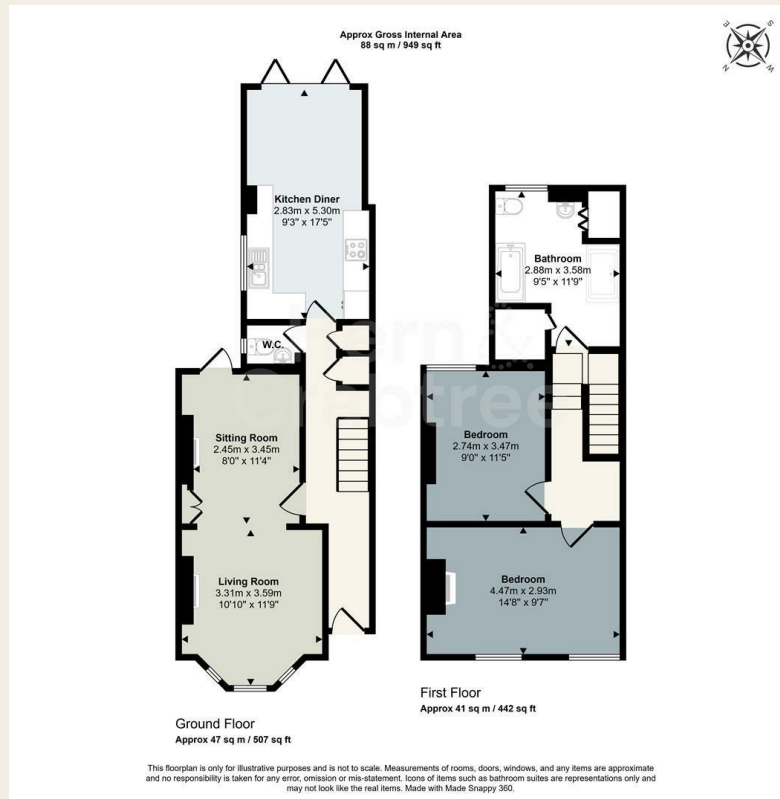 Approx Gross Internal Area
88 sq m / 949 sq ft
N
E
S
W
Kitchen Diner
2.83m x 5.30m
9'3" x 17'5"
W.C.
Sitting Room
2.45m x 3.45m
8'0" x 11'4"
Living Room
3.31m x 3.59m
10'10" x 11'9"
Bathroom
2.88m x 3.58m
9'5" x 11'9"
Bedroom
2.74m x 3.47m
9'0" x 11'5"
Bedroom
4.47m x 2.93m
14'8" x 9'7"
Hern
Crabtree
Ground Floor
Approx 47 sq m / 507 sq ft
First Floor
Approx 41 sq m / 442 sq ft
This floorplan is only for illustrative purposes and is not to scale. Measurements of rooms, doors, windows, and any items are approximate
and no responsibility is taken for any error, omission or mis-statement. Icons of items such as bathroom suites are representations only and
may not look like the real items. Made with Made Snappy 360.